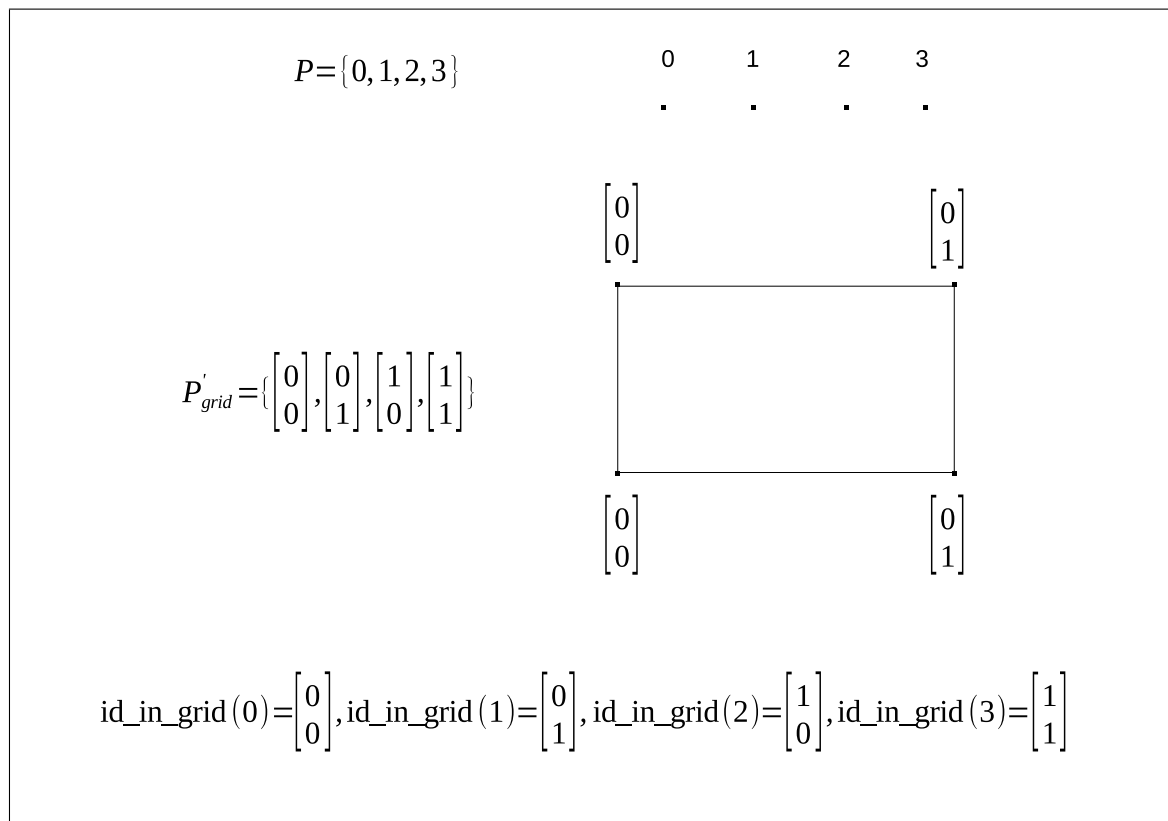 P={0,1,2,3}
0 1 2 3
[0 0] [0 1]
P'grid={[0 0],[0 1],[1 0],[1 1]}
[0 0] [0 1]
id_in_grid(0)=[0 0],id_in_grid(1)=[0 1],id_in_grid(2)=[1 0],id_in_grid(3)=[1 1]